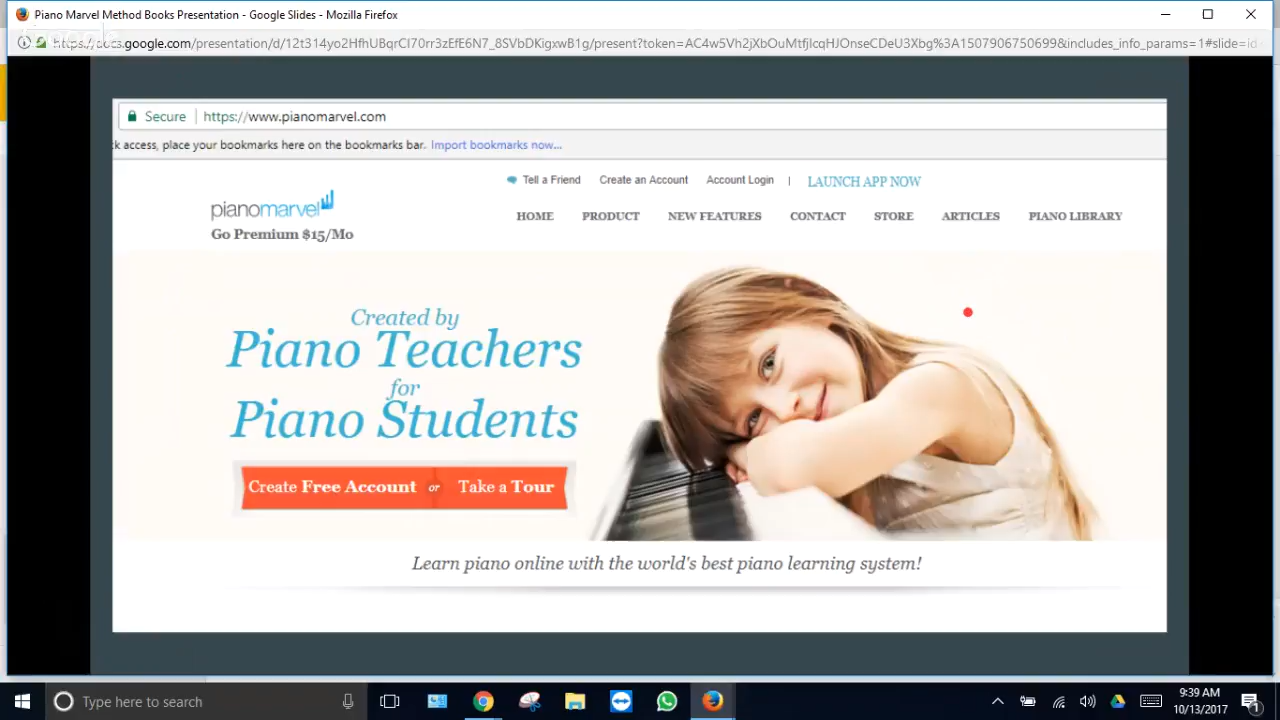 Piano Marvel Method Books Presentation - Google Slides - Mozilla Firefox
https://docs.google.com/presentation/d/12t314yo2HfhUBqrCI70rr3zEfE6N7_8SVbDKigxwB1g/present?token=AC4w5Vh2jXbOuMtfjIcqHJOnseCDeU3Xbg%3A1507906750699&includes_info_params=1#slide=id
Secure https://www.pianomarvel.com
ck access, place your bookmarks here on the bookmarks bar. Import bookmarks now...
Tell a Friend Create an Account Account Login | LAUNCH APP NOW
pianomarvel
HOME PRODUCT NEW FEATURES CONTACT STORE ARTICLES PIANO LIBRARY
Go Premium $15/Mo
Created by
Piano Teachers
for
Piano Students
Create Free Account or Take a Tour
Learn piano online with the world's best piano learning system!
Type here to search
9:39 AM
10/13/2017
1